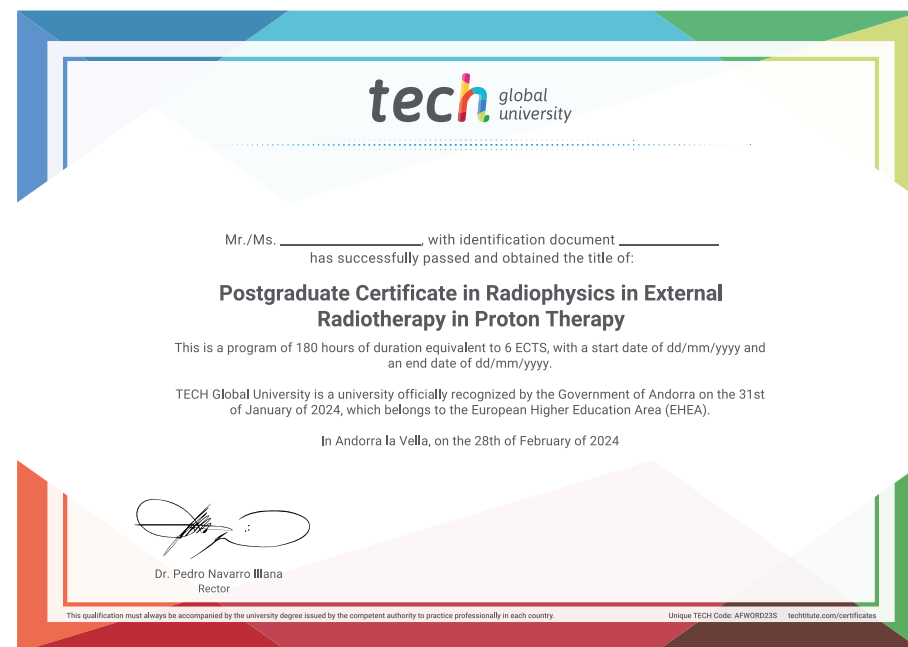 tech global university
Mr./Ms. ____________________, with identification document ______________
has successfully passed and obtained the title of:
Postgraduate Certificate in Radiophysics in External
Radiotherapy in Proton Therapy
This is a program of 180 hours of duration equivalent to 6 ECTS, with a start date of dd/mm/yyyy and
an end date of dd/mm/yyyy.
TECH Global University is a university officially recognized by the Government of Andorra on the 31st
of January of 2024, which belongs to the European Higher Education Area (EHEA).
In Andorra la Vella, on the 28th of February of 2024
Dr. Pedro Navarro Illana
Rector
This qualification must always be accompanied by the university degree issued by the competent authority to practice professionally in each country. Unique TECH Code: AFWORD23S techtitute.com/certificates